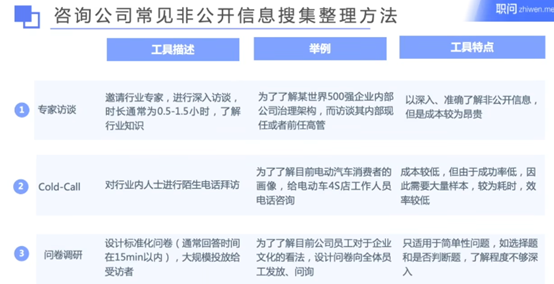 咨询公司常见非公开信息搜集整理方法
职问 zhiwen.me
工具描述
举例
工具特点
1
专家访谈
邀请行业专家，进行深入访谈，
时长通常为0.5-1.5小时，了解
行业知识
为了了解某世界500强企业内部
公司治理架构，而访谈其内部现
任或者前任高管
以深入、准确了解非公开信息，
但是成本较为昂贵
2
Cold-Call
对行业内人士进行陌生电话拜访
为了了解目前电动汽车消费者的
画像，给电动车4S店工作人员
电话咨询
成本较低，但由于成功率低，因
此需要大量样本，较为耗时，效
率较低
3
问卷调研
设计标准化问卷（通常回答时间
在15min以内），大规模投放给
受访者
为了了解目前公司员工对于企业
文化的看法，设计问卷向全体员
工发放、问询
只适用于简单性问题，如选择题
和是否判断题，了解程度不够深
入